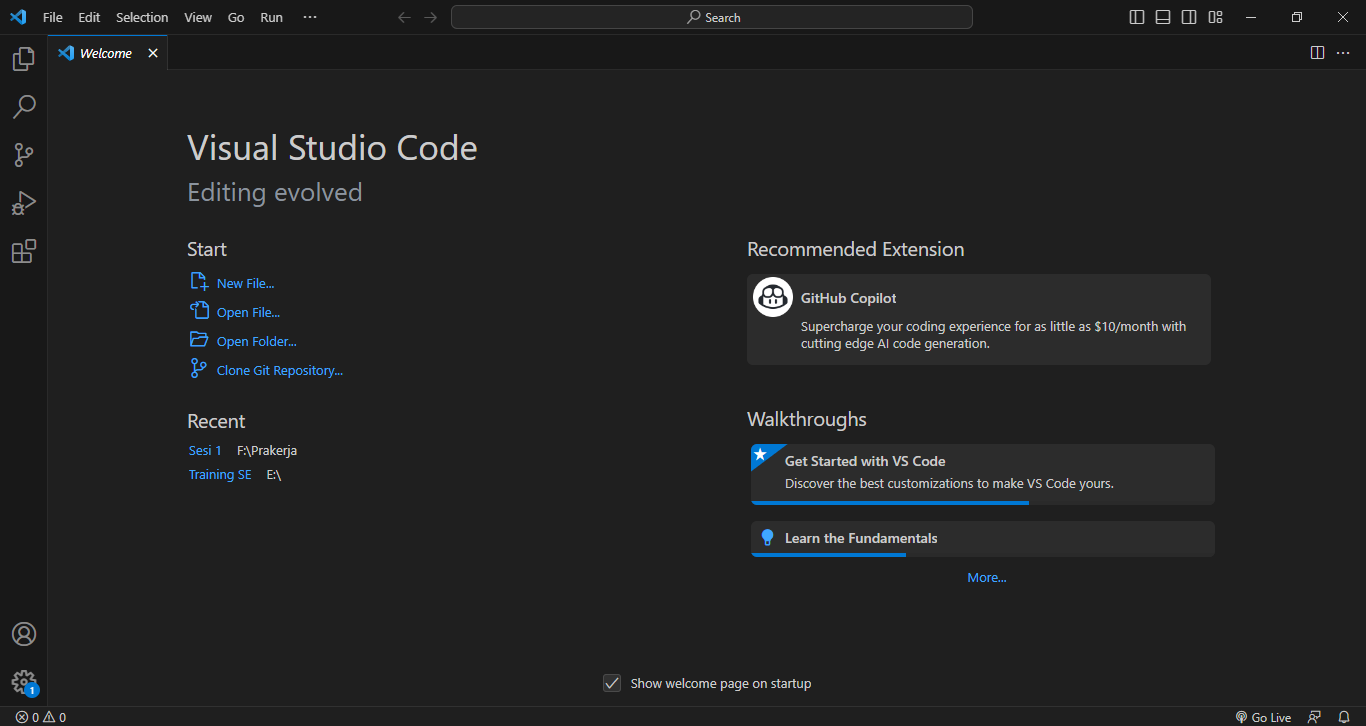 File Edit Selection View Go Run ···
Search
Welcome
Visual Studio Code
Editing evolved
Start
New File...
Open File...
Open Folder...
Clone Git Repository...
Recent
Sesi 1 F:\Prakerja
Training SE E:\
Recommended Extension
GitHub Copilot
Supercharge your coding experience for as little as $10/month with
cutting edge AI code generation.
Walkthroughs
Get Started with VS Code
Discover the best customizations to make VS Code yours.
Learn the Fundamentals
More...
Show welcome page on startup
1
0 0
Go Live